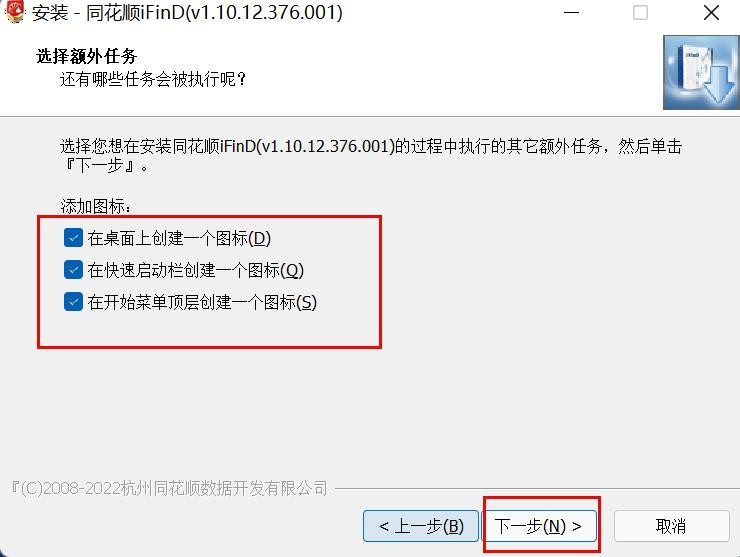 安装 - 同花顺iFinD(v1.10.12.376.001)
选择额外任务
还有哪些任务会被执行呢?
选择您想在安装同花顺iFinD(v1.10.12.376.001)的过程中执行的其它额外任务，然后单击
『下一步』。
添加图标:
在桌面上创建一个图标(D)
在快速启动栏创建一个图标(Q)
在开始菜单顶层创建一个图标(S)
『(C)2008-2022杭州同花顺数据开发有限公司
< 上一步(B)
下一步(N) >
取消